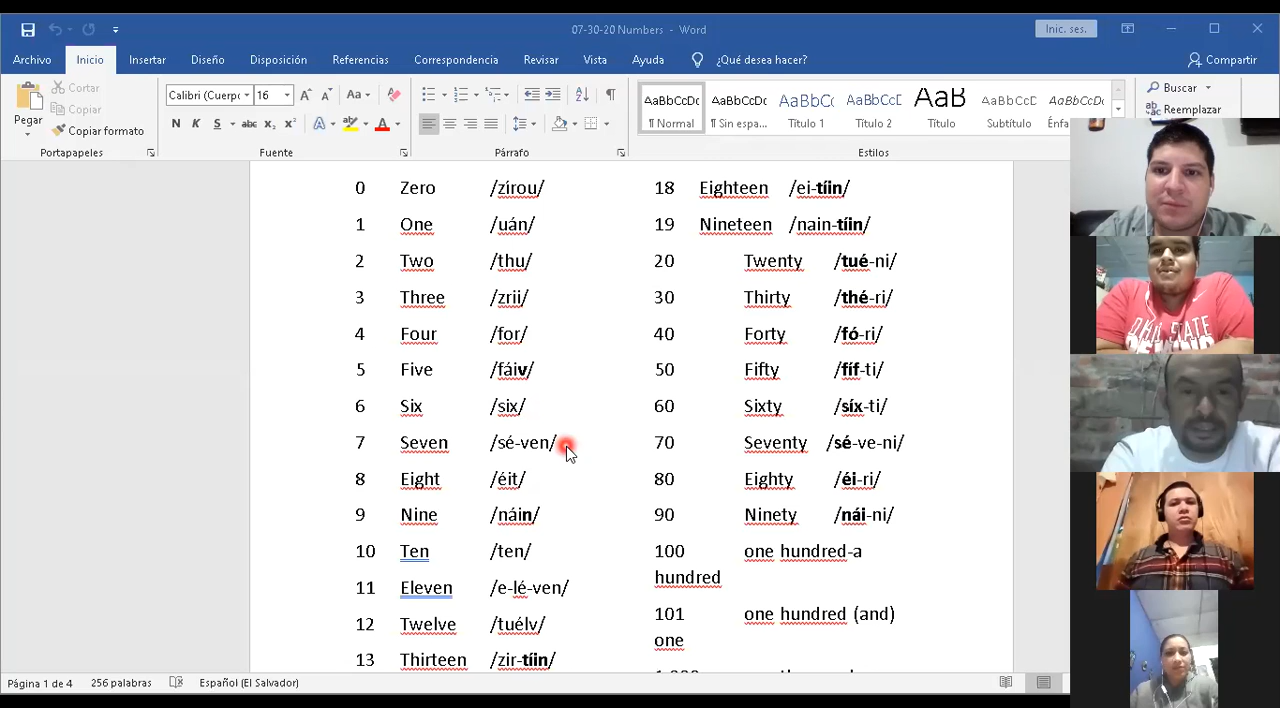 07-30-20 Numbers - Word
Inic. ses.
Archivo Inicio Insertar Diseño Disposición Referencias Correspondencia Revisar Vista Ayuda ¿Qué desea hacer? Compartir
Pegar
Cortar
Copiar
Copiar formato
Portapapeles
Calibri (Cuerpo 16
Aa
N K S abc x₂ x²
Fuente
Párrafo
AaBbCcDc AaBbCcDc AaBbCc AaBbCcD AaB AaBbCcD AaBbCcDc
¶ Normal ¶ Sin espa... Título 1 Título 2 Título Subtítulo
Estilos
Buscar
Reemplazar
0 Zero /zirou/
1 One /uán/
2 Two /thu/
3 Three /zrii/
4 Four /for/
5 Five /fáiv/
6 Six /six/
7 Seven /sé-ven/
8 Eight /éit/
9 Nine /náin/
10 Ten /ten/
11 Eleven /e-lé-ven/
12 Twelve /tuélv/
13 Thirteen /zir-tíin/
18 Eighteen /ei-tíin/
19 Nineteen /nain-tíin/
20 Twenty /tué-ni/
30 Thirty /thé-ri/
40 Forty /fó-ri/
50 Fifty /fíf-ti/
60 Sixty /síx-ti/
70 Seventy /sé-ve-ni/
80 Eighty /éi-ri/
90 Ninety /nái-ni/
100 one hundred-a
hundred
101 one hundred (and)
one
Página 1 de 4 256 palabras Español (El Salvador)